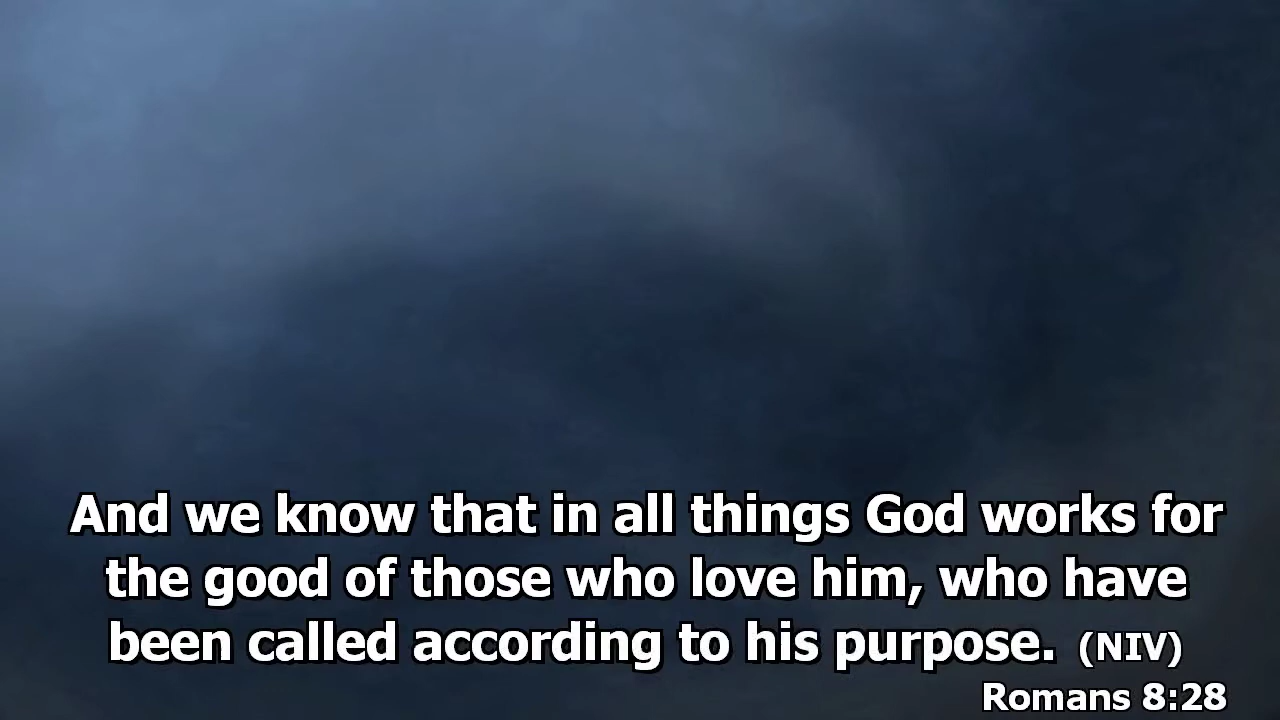 And we know that in all things God works for
the good of those who love him, who have
been called according to his purpose. (NIV)
Romans 8:28